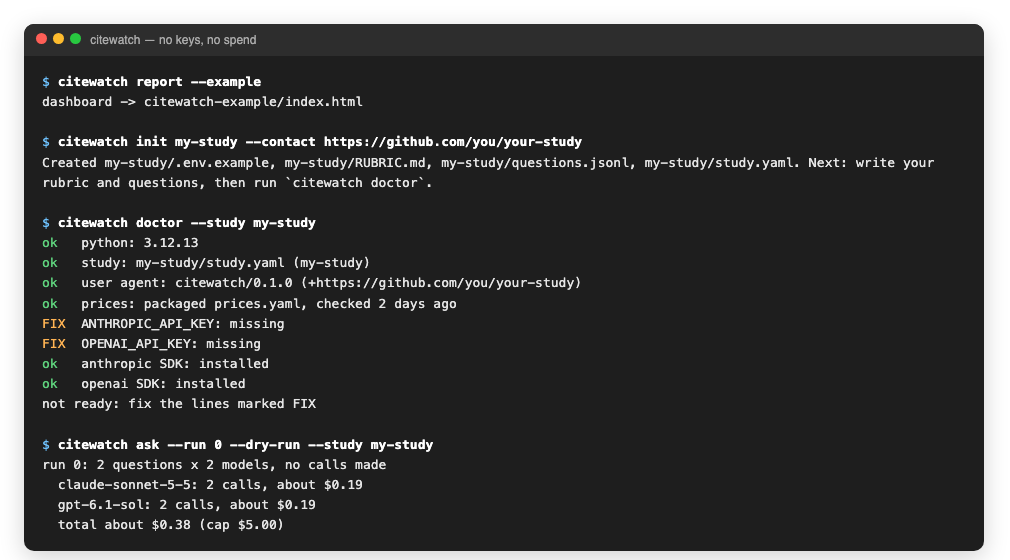 citewatch — no keys, no spend
$ citewatch report --example
dashboard -> citewatch-example/index.html
$ citewatch init my-study --contact https://github.com/you/your-study
Created my-study/.env.example, my-study/RUBRIC.md, my-study/questions.jsonl, my-study/study.yaml. Next: write your
rubric and questions, then run `citewatch doctor`.
$ citewatch doctor --study my-study
ok   python: 3.12.13
ok   study: my-study/study.yaml (my-study)
ok   user agent: citewatch/0.1.0 (+https://github.com/you/your-study)
ok   prices: packaged prices.yaml, checked 2 days ago
FIX  ANTHROPIC_API_KEY: missing
FIX  OPENAI_API_KEY: missing
ok   anthropic SDK: installed
ok   openai SDK: installed
not ready: fix the lines marked FIX
$ citewatch ask --run 0 --dry-run --study my-study
run 0: 2 questions x 2 models, no calls made
  claude-sonnet-5-5: 2 calls, about $0.19
  gpt-6.1-sol: 2 calls, about $0.19
  total about $0.38 (cap $5.00)